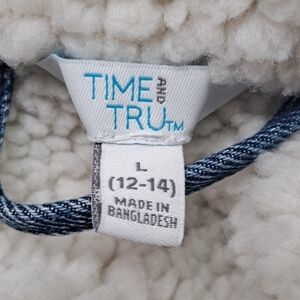 TIME AND
TRU™
L
(12-14)
MADE IN
BANGLADESH